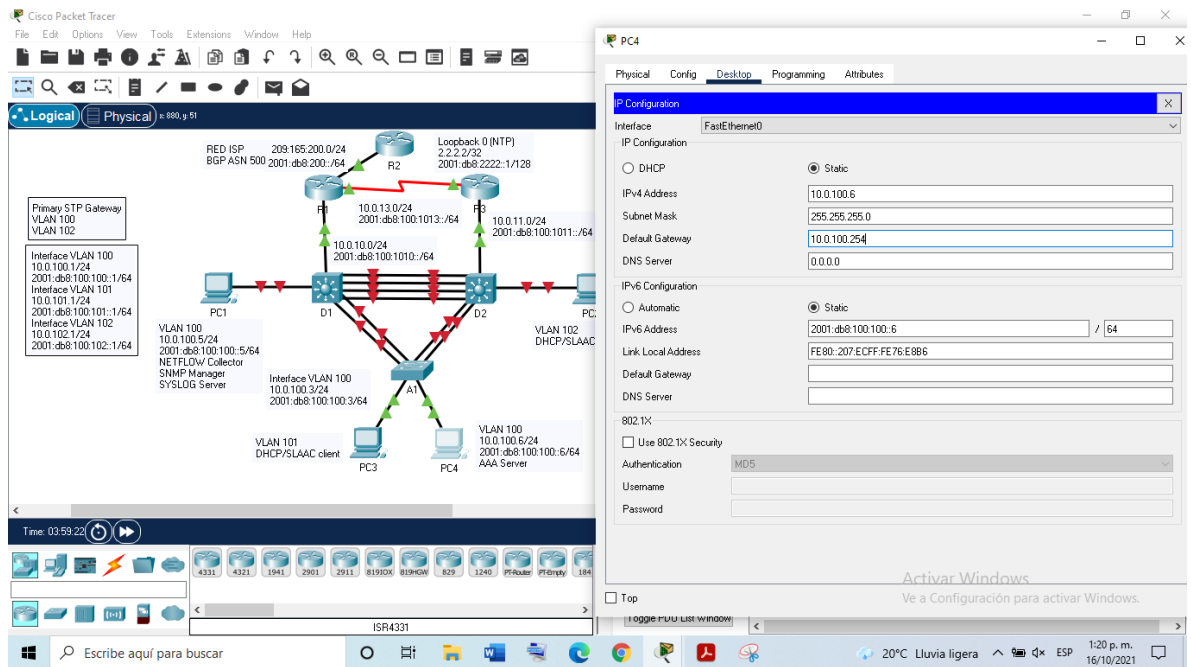 Cisco Packet Tracer
File Edit Options View Tools Extensions Window Help
Logical
Physical
x: 880, y: 51
RED ISP 209:165:200.0/24
BGP ASN 500 2001:db8:200::/64
R2
Loopback 0 (NTP)
2.2.2.2/32
2001:db8:2222::1/128
R1
10.0.13.0/24
2001:db8:100:1013::/64
R3
10.0.11.0/24
2001:db8:100:1011::/64
Primary STP Gateway
VLAN 100
VLAN 102
10.0.10.0/24
2001:db8:100:1010::/64
Interface VLAN 100
10.0.100.1/24
2001:db8:100:100::1/64
Interface VLAN 101
10.0.101.1/24
2001:db8:100:101::1/64
Interface VLAN 102
10.0.102.1/24
2001:db8:100:102::1/64
PC1
D1
D2
VLAN 100
10.0.100.5/24
2001:db8:100:100::5/64
NETFLOW Collector
SNMP Manager
SYSLOG Server
VLAN 102
DHCP/SLAAC
Interface VLAN 100
10.0.100.3/24
2001:db8:100:100:3/64
A1
VLAN 101
DHCP/SLAAC client
PC3
PC4
VLAN 100
10.0.100.6/24
2001:db8:100:100::6/64
AAA Server
Time: 03:59:22
4331 4321 1941 2901 2911 819IOX 819HGW 829 1240 PT-Router PT-Empty 184
ISR4331
PC4
Physical Config Desktop Programming Attributes
IP Configuration
X
Interface FastEthernet0
IP Configuration
DHCP Static
IPv4 Address 10.0.100.6
Subnet Mask 255.255.255.0
Default Gateway 10.0.100.254
DNS Server 0.0.0.0
IPv6 Configuration
Automatic Static
IPv6 Address 2001:db8:100:100::6 / 64
Link Local Address FE80::207:ECFF:FE76:E8B6
Default Gateway
DNS Server
802.1X
Use 802.1X Security
Authentication MD5
Username
Password
Activar Windows
Ve a Configuración para activar Windows.
Top
Toggle PDU List Window
Escribe aquí para buscar
20°C Lluvia ligera
ESP
1:20 p. m.
16/10/2021